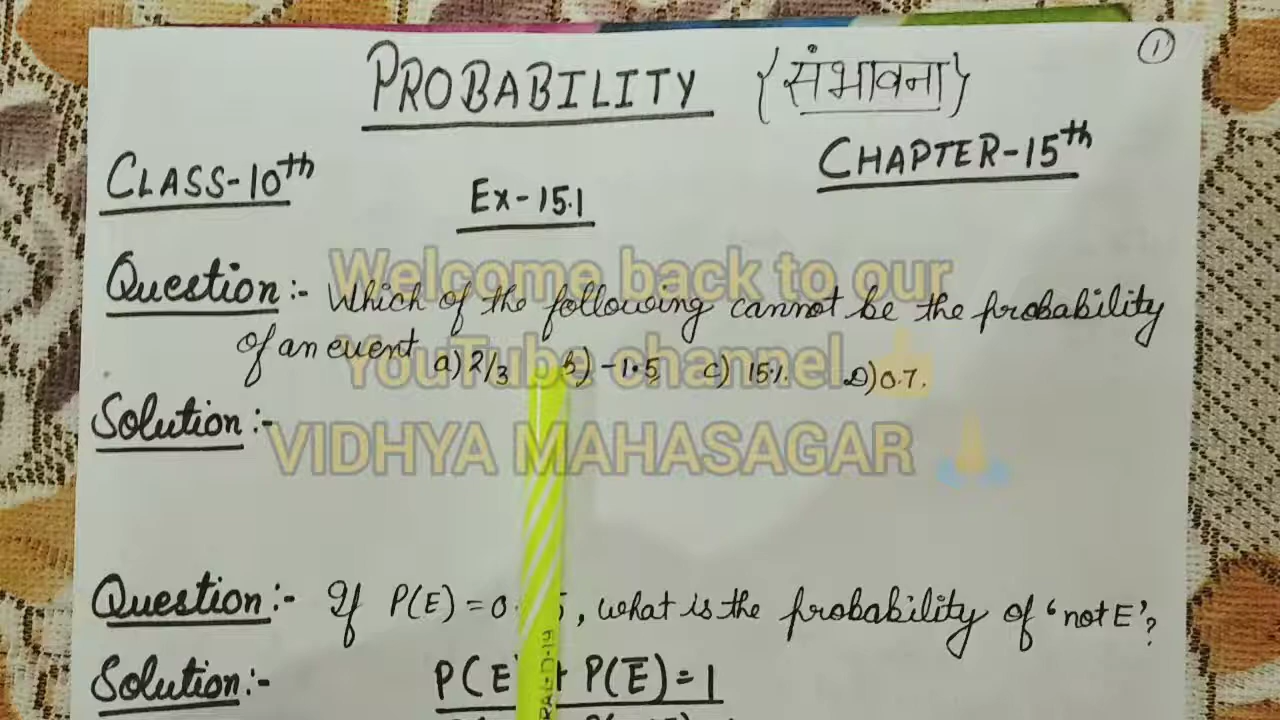 1
PROBABILITY {संभावना}
CLASS-10th
CHAPTER-15th
Ex-15.1
Question:- Which of the following cannot be the probability
of an event a) 2/3 b) -1.5 c) 15% D) 0.7.
Solution:-
Welcome back to our
YouTube channel 👍
VIDHYA MAHASAGAR 🙏
Question:- If P(E) = 0. 5, what is the probability of 'not E'?
Solution:- P(E) + P(E̅) = 1